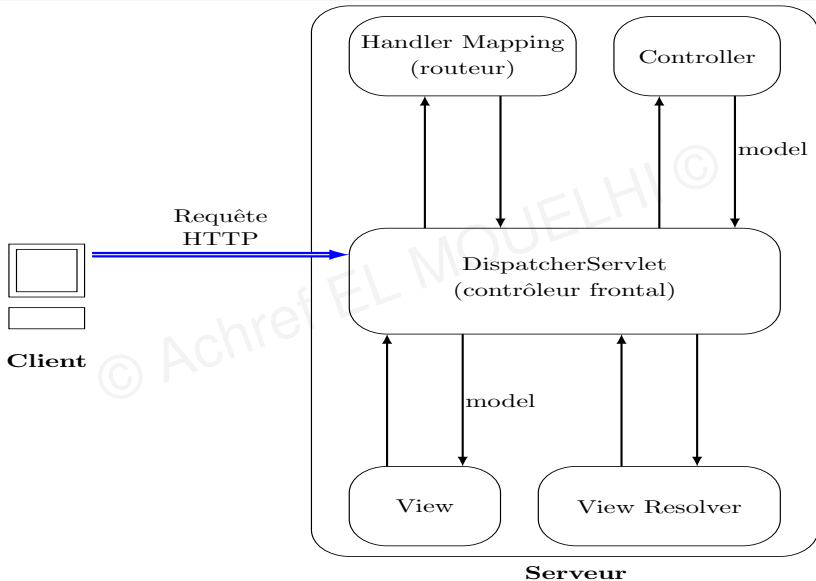 Handler Mapping
(routeur)
Controller
model
Requête
HTTP
DispatcherServlet
(contrôleur frontal)
Client
model
View
View Resolver
Serveur
© Achref EL MOUELHI ©